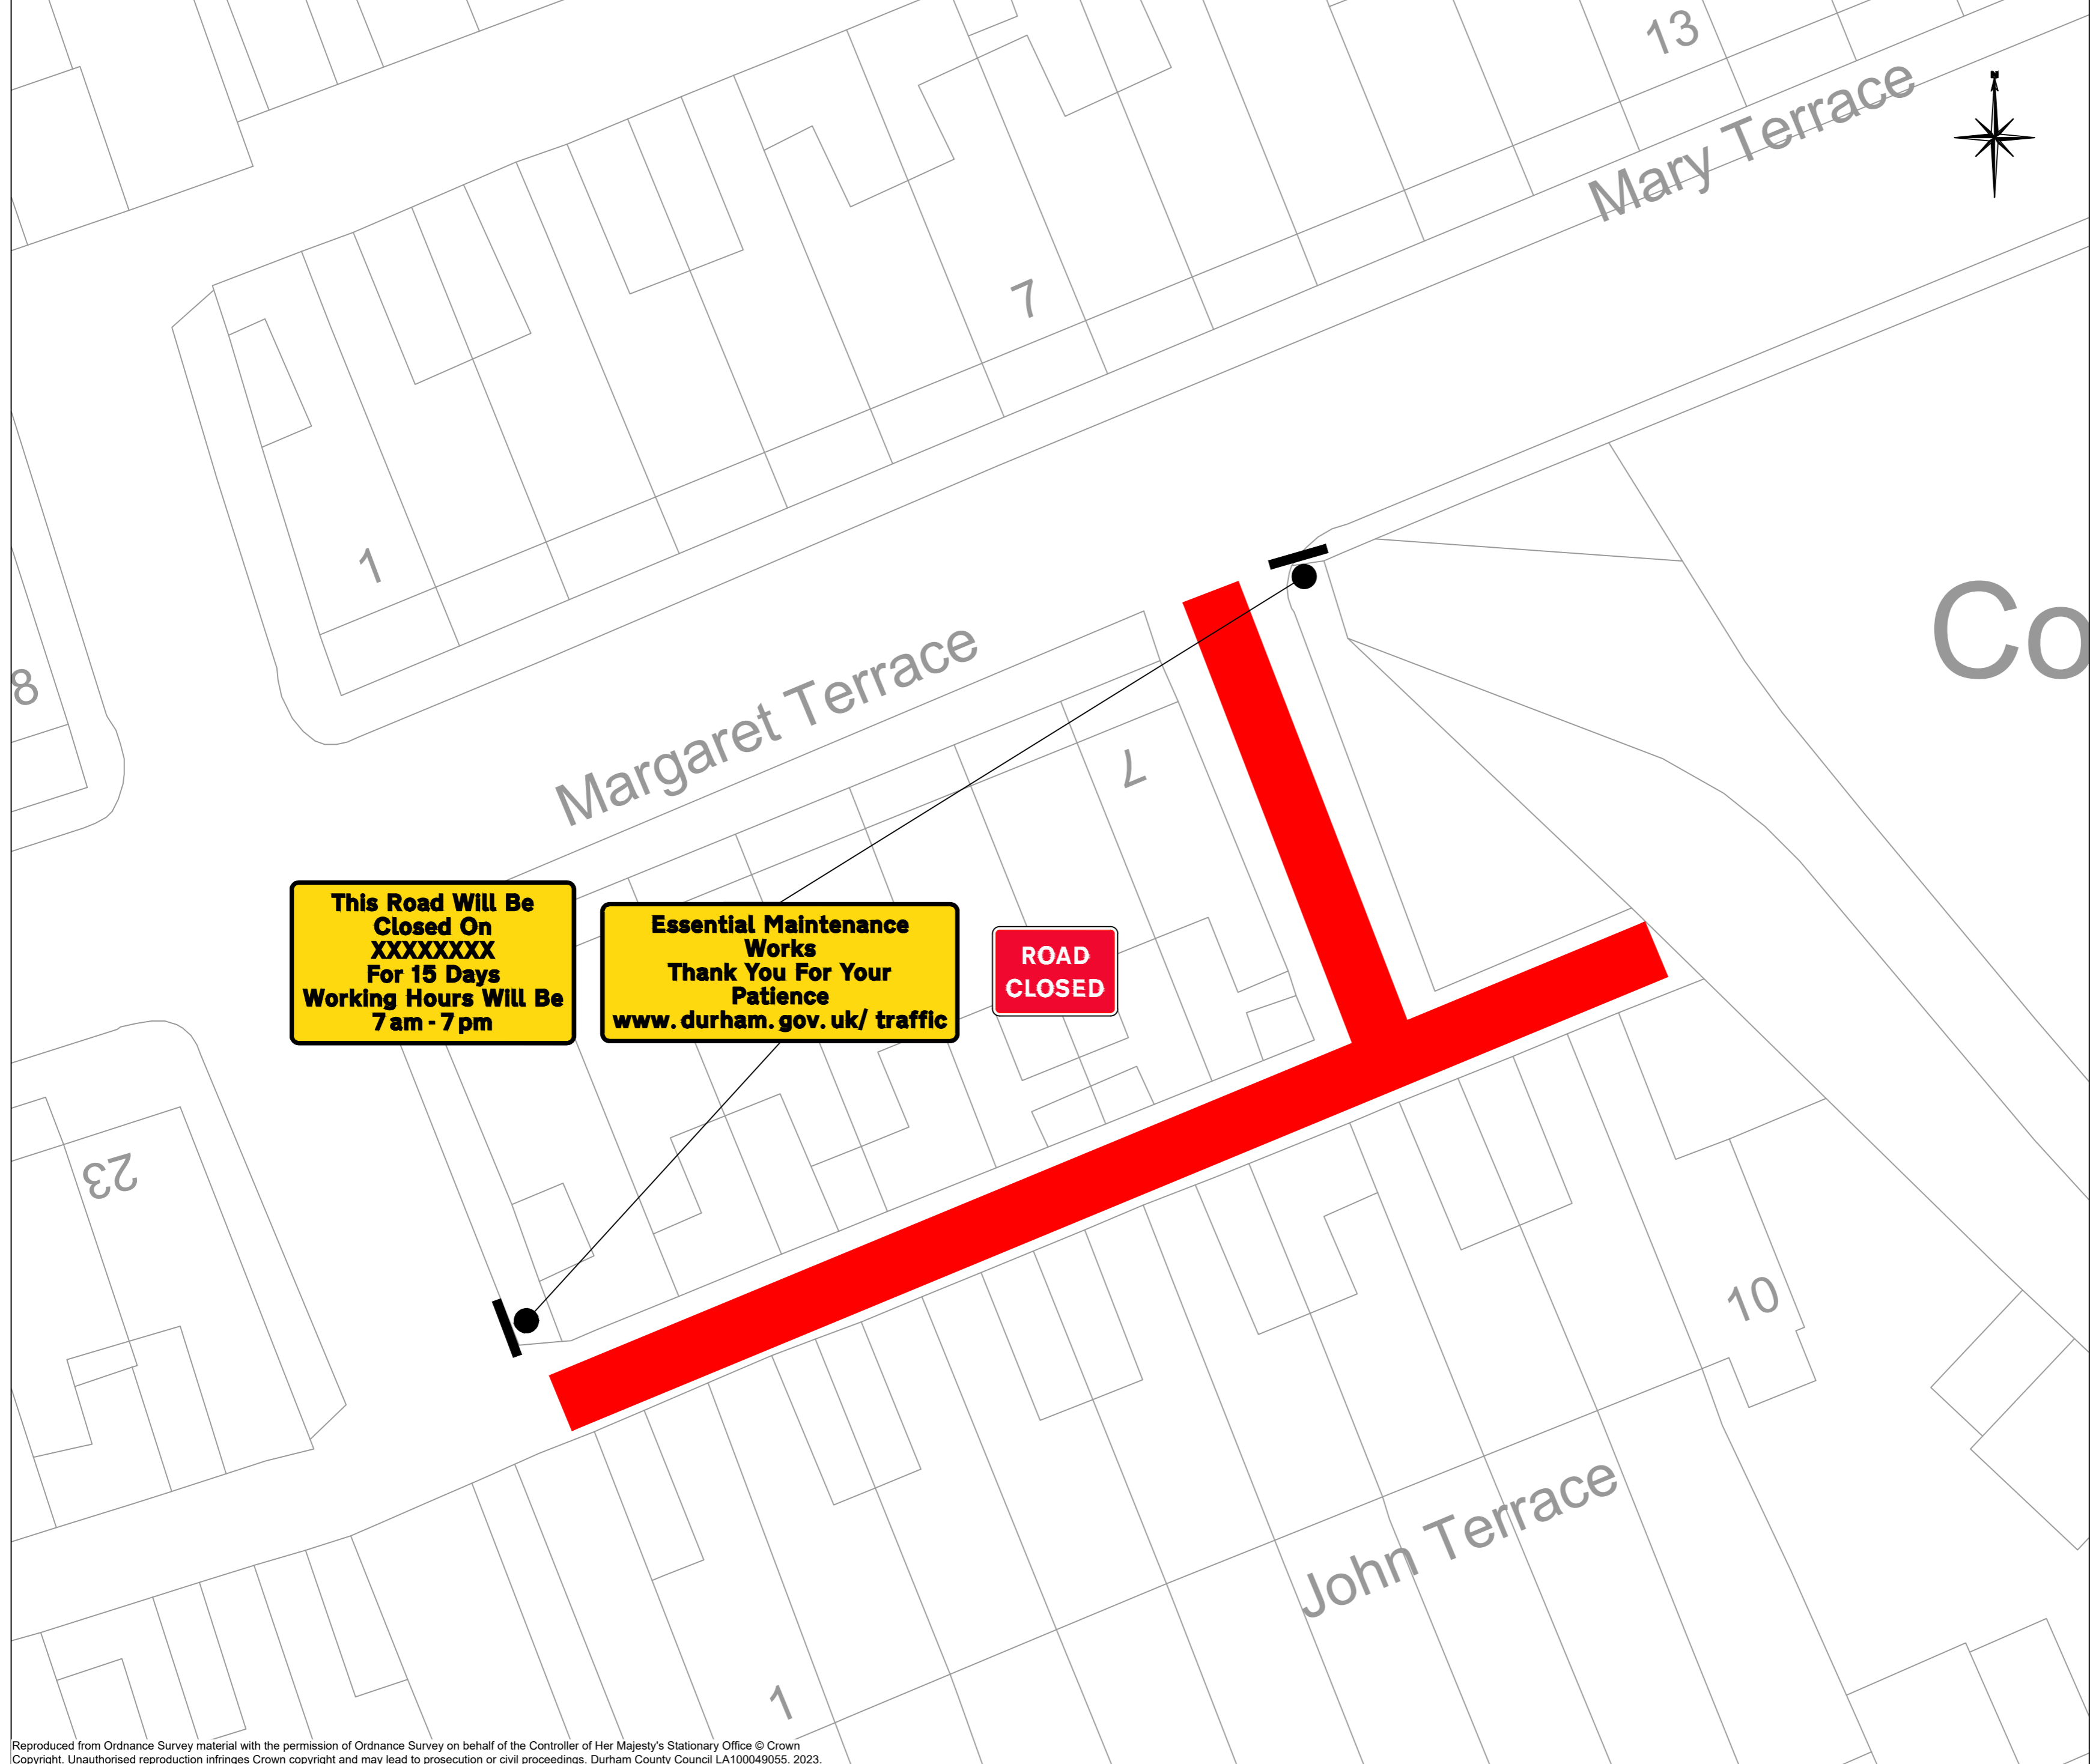 13
N
Mary Terrace
7
1
Co
8
Margaret Terrace
7
This Road Will Be
Closed On
XXXXXXXX
For 15 Days
Working Hours Will Be
7 am - 7 pm
Essential Maintenance
Works
Thank You For Your
Patience
www. durham. gov. uk/ traffic
ROAD
CLOSED
23
10
John Terrace
1
Reproduced from Ordnance Survey material with the permission of Ordnance Survey on behalf of the Controller of Her Majesty's Stationary Office © Crown
Copyright. Unauthorised reproduction infringes Crown copyright and may lead to prosecution or civil proceedings. Durham County Council LA100049055. 2023.